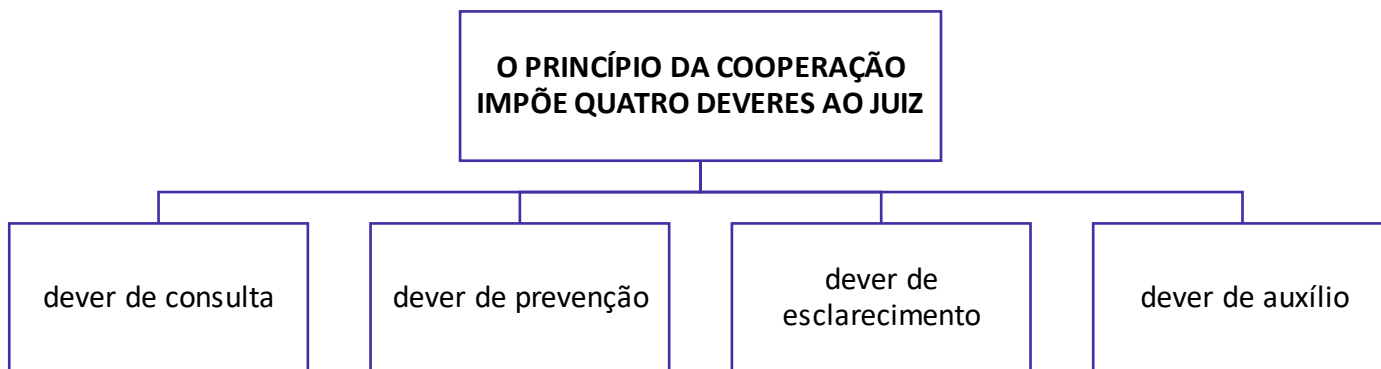 O PRINCÍPIO DA COOPERAÇÃO
IMPÕE QUATRO DEVERES AO JUIZ
dever de consulta
dever de prevenção
dever de
esclarecimento
dever de auxílio